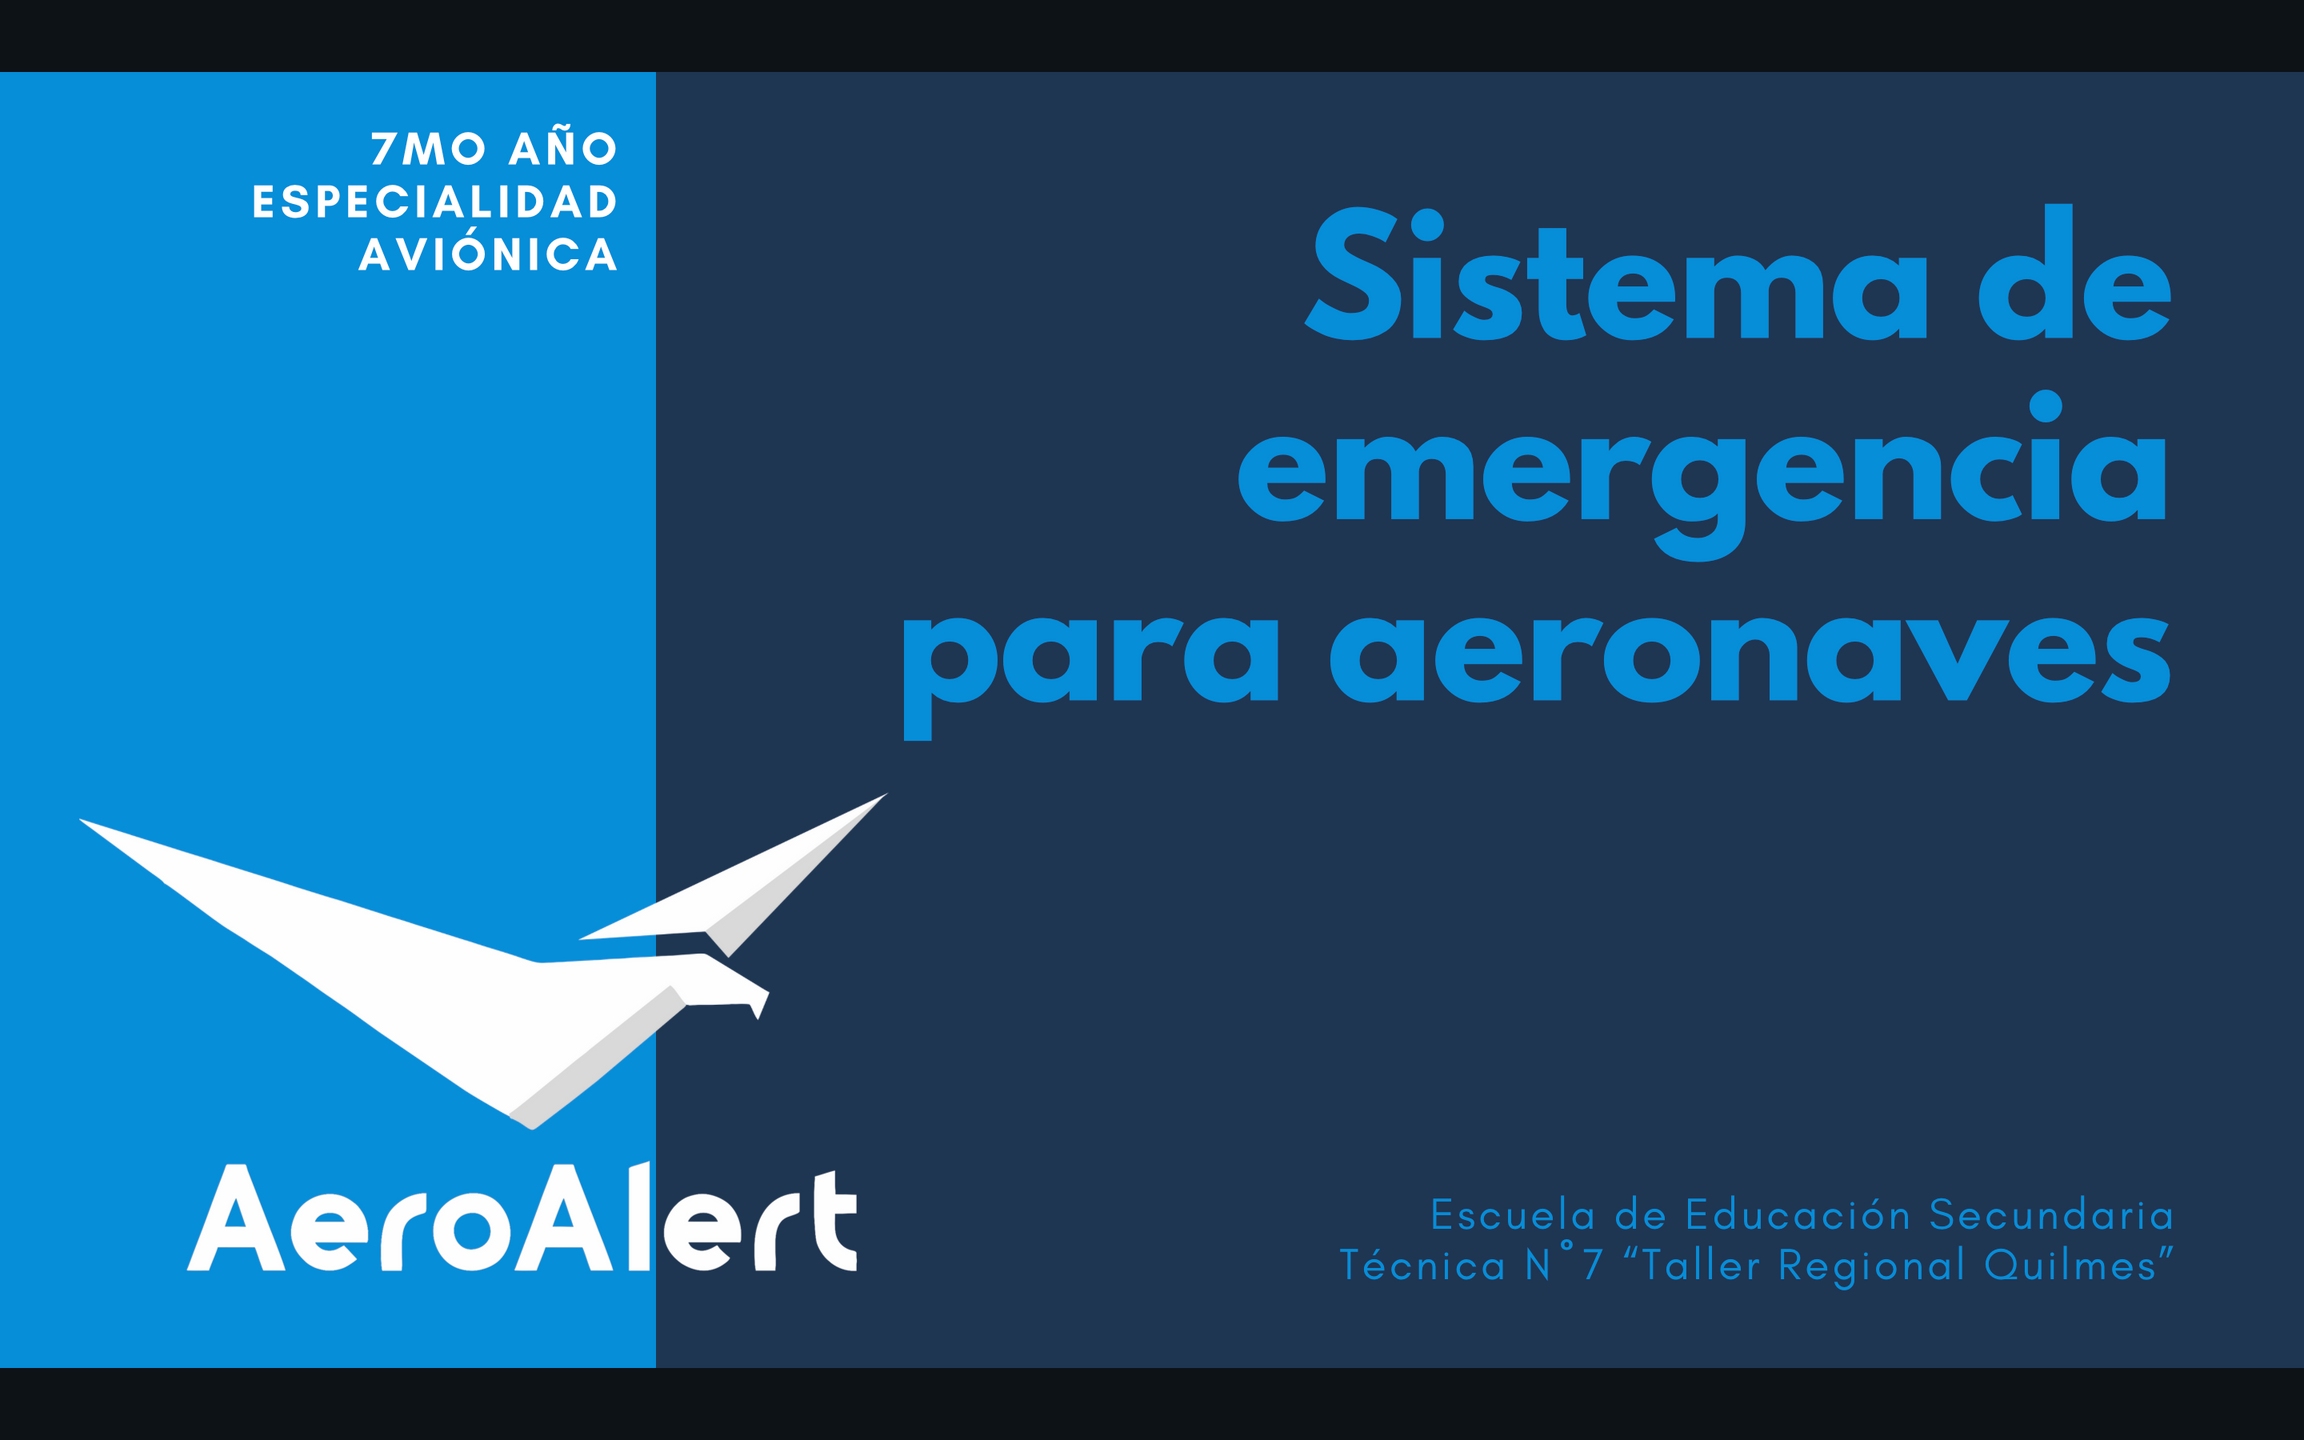 7MO AÑO
ESPECIALIDAD
AVIÓNICA
Sistema de
emergencia
para aeronaves
AeroAlert
Escuela de Educación Secundaria
Técnica N°7 “Taller Regional Quilmes”